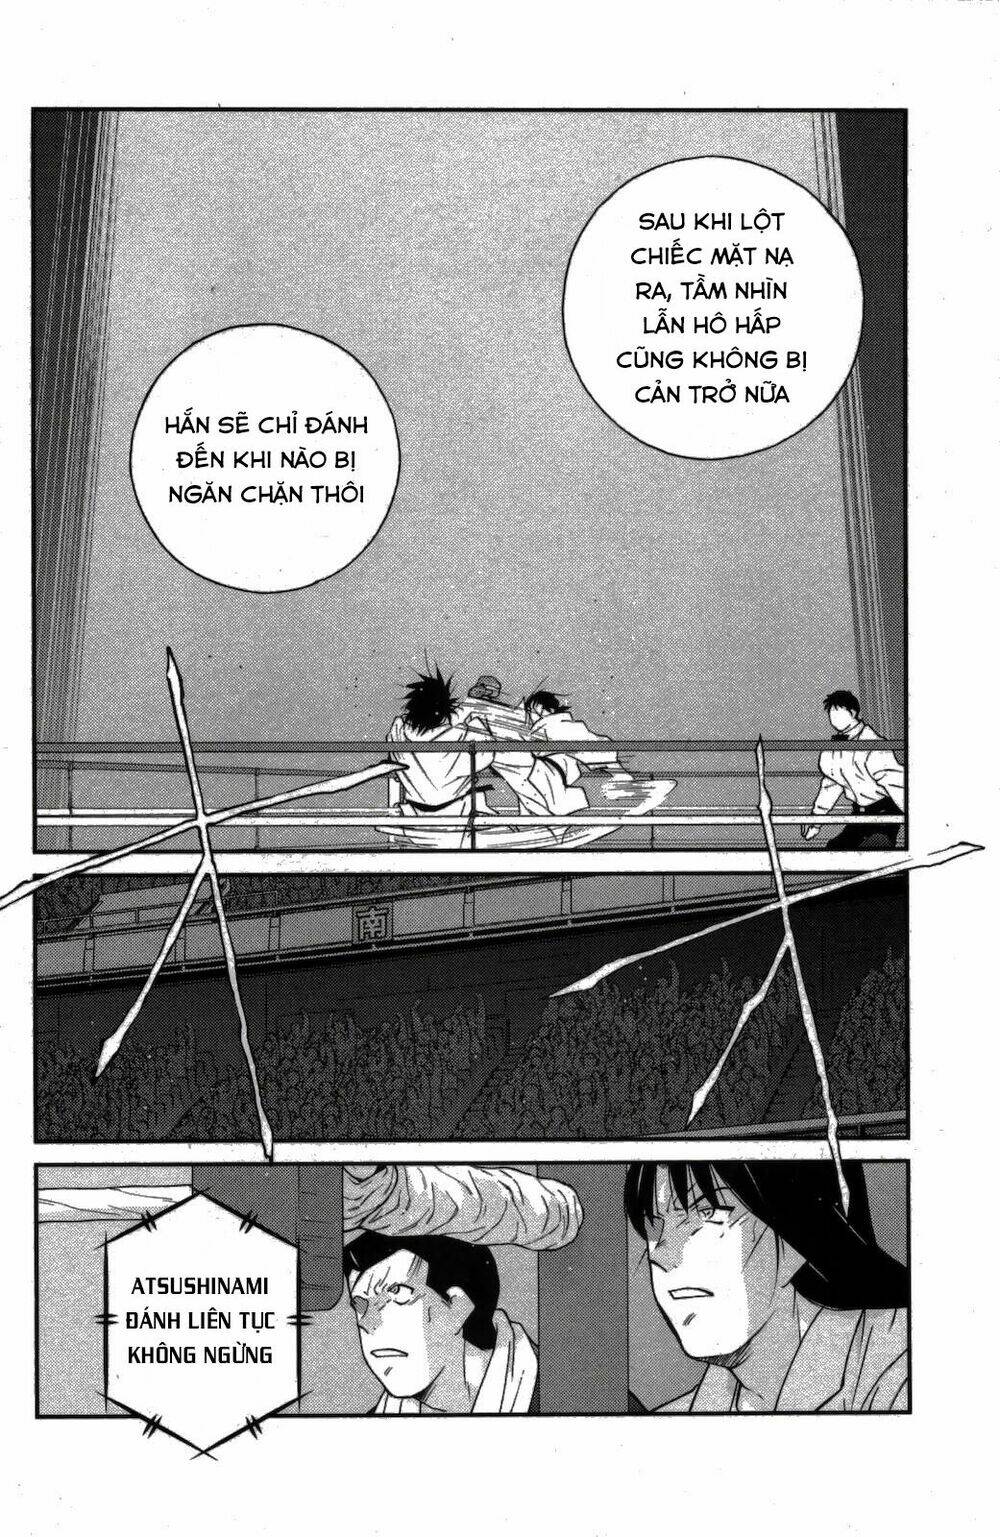 SAU KHI LỘT
CHIẾC MẶT NẠ
RA, TẦM NHÌN
LẪN HÔ HẤP
CŨNG KHÔNG BỊ
CẢN TRỞ NỮA
HẮN SẼ CHỈ ĐÁNH
ĐẾN KHI NÀO BỊ
NGĂN CHẶN THÔI
南
ATSUSHINAMI
ĐÁNH LIÊN TỤC
KHÔNG NGỪNG